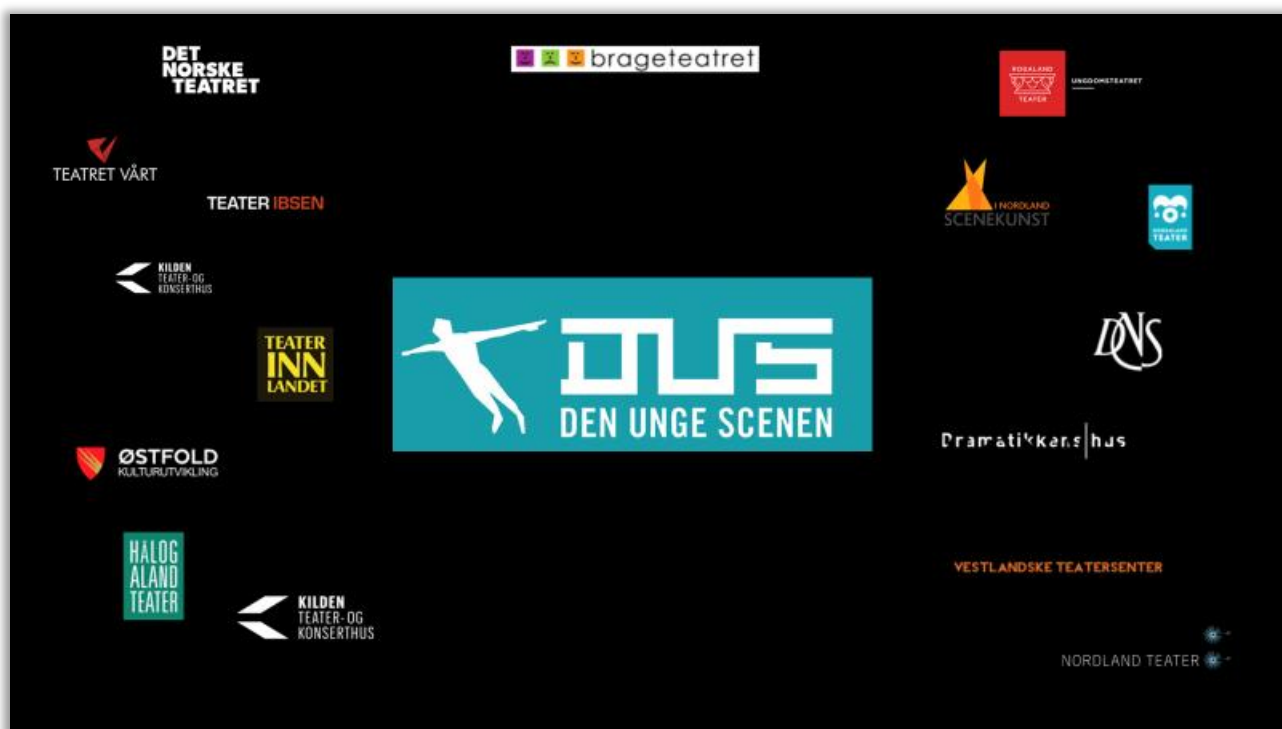 DET
NORSKE
TEATRET
brageteatret
ROGALAND
TEATER
UNGDOMSTEATRET
TEATRET VÅRT
TEATER IBSEN
I NORDLAND
SCENEKUNST
TEATER
KILDEN
TEATER-OG
KONSERTHUS
TEATER
INN
LANDET
DUS
DEN UNGE SCENEN
DNS
Dramatikkens hus
ØSTFOLD
KULTURUTVIKLING
HÅLOG
ALAND
TEATER
KILDEN
TEATER-OG
KONSERTHUS
VESTLANDSKE TEATERSENTER
NORDLAND TEATER